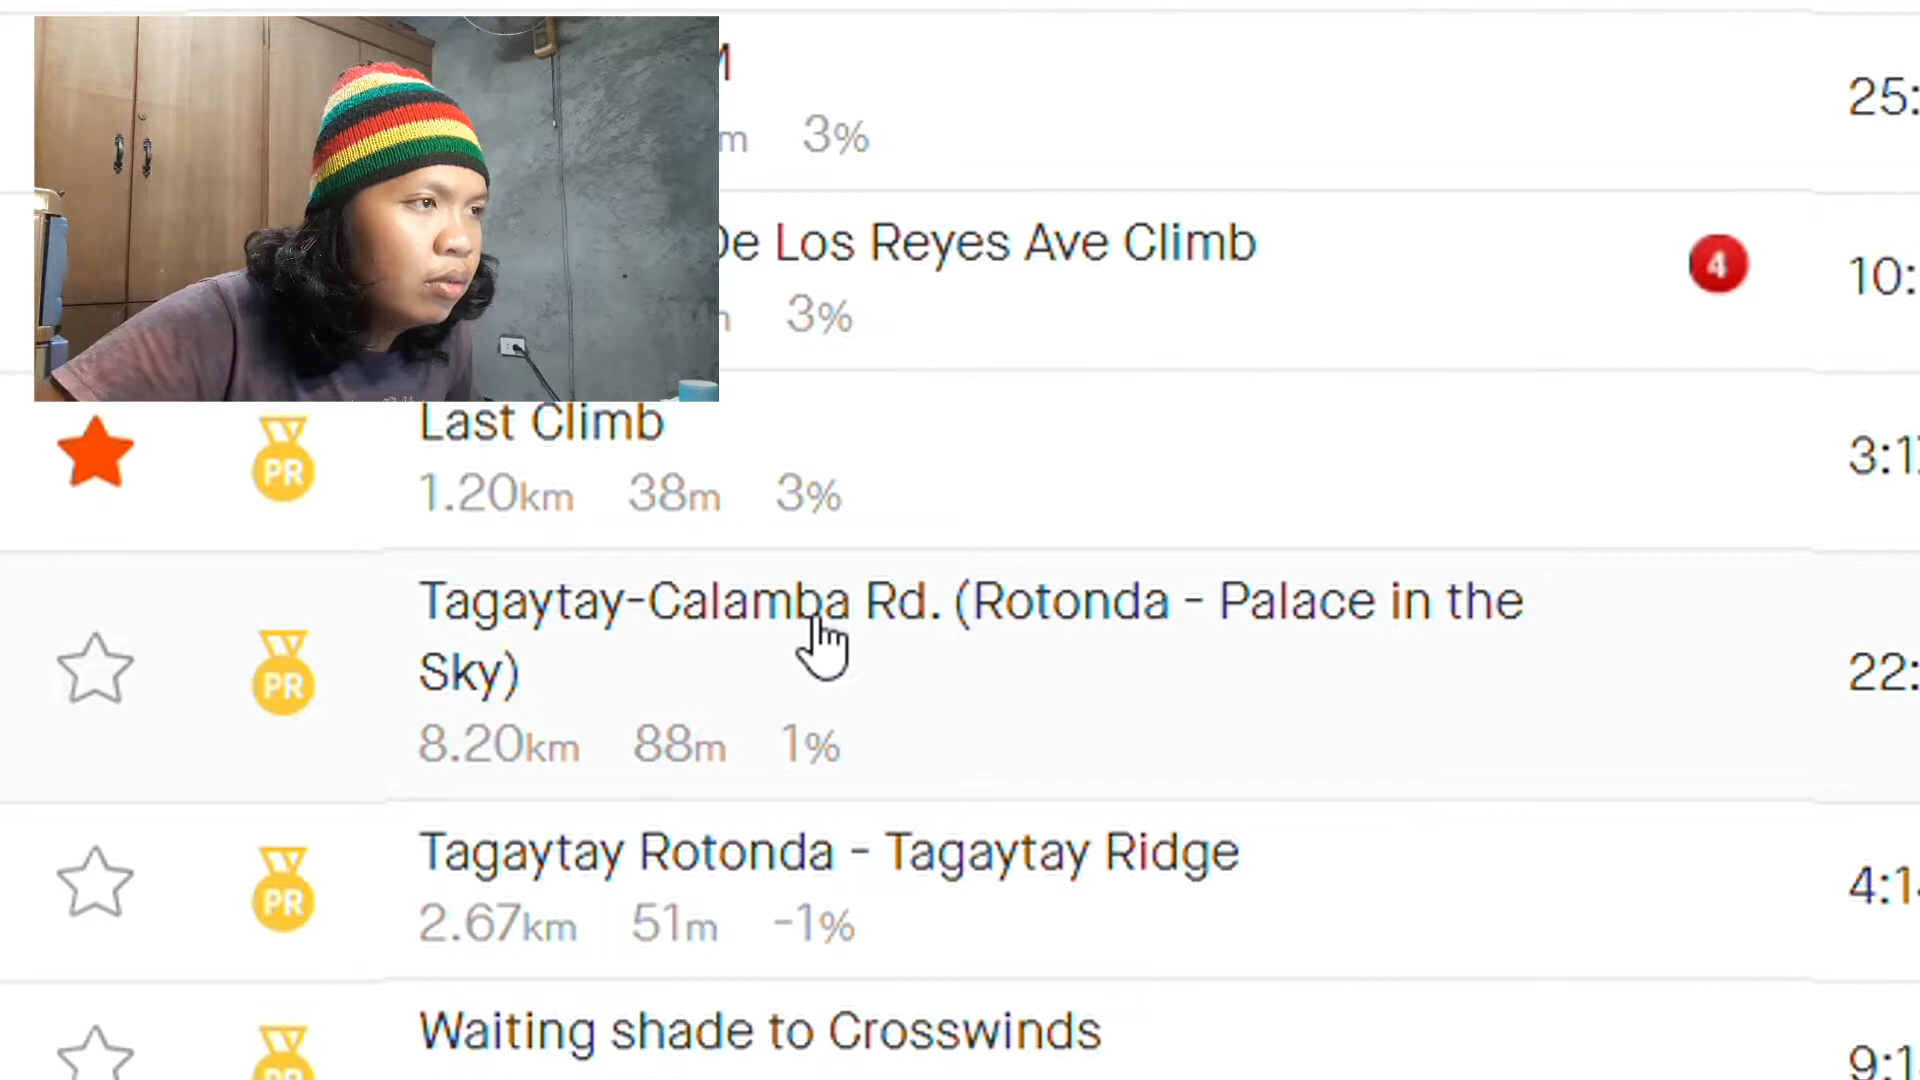 25:
m 3%
De Los Reyes Ave Climb
4
10:
3%
Last Climb
PR
3:1
1.20km 38m 3%
Tagaytay-Calamba Rd. (Rotonda - Palace in the
Sky)
PR
22:
8.20km 88m 1%
Tagaytay Rotonda - Tagaytay Ridge
PR
4:1
2.67km 51m -1%
Waiting shade to Crosswinds
PR
9:1